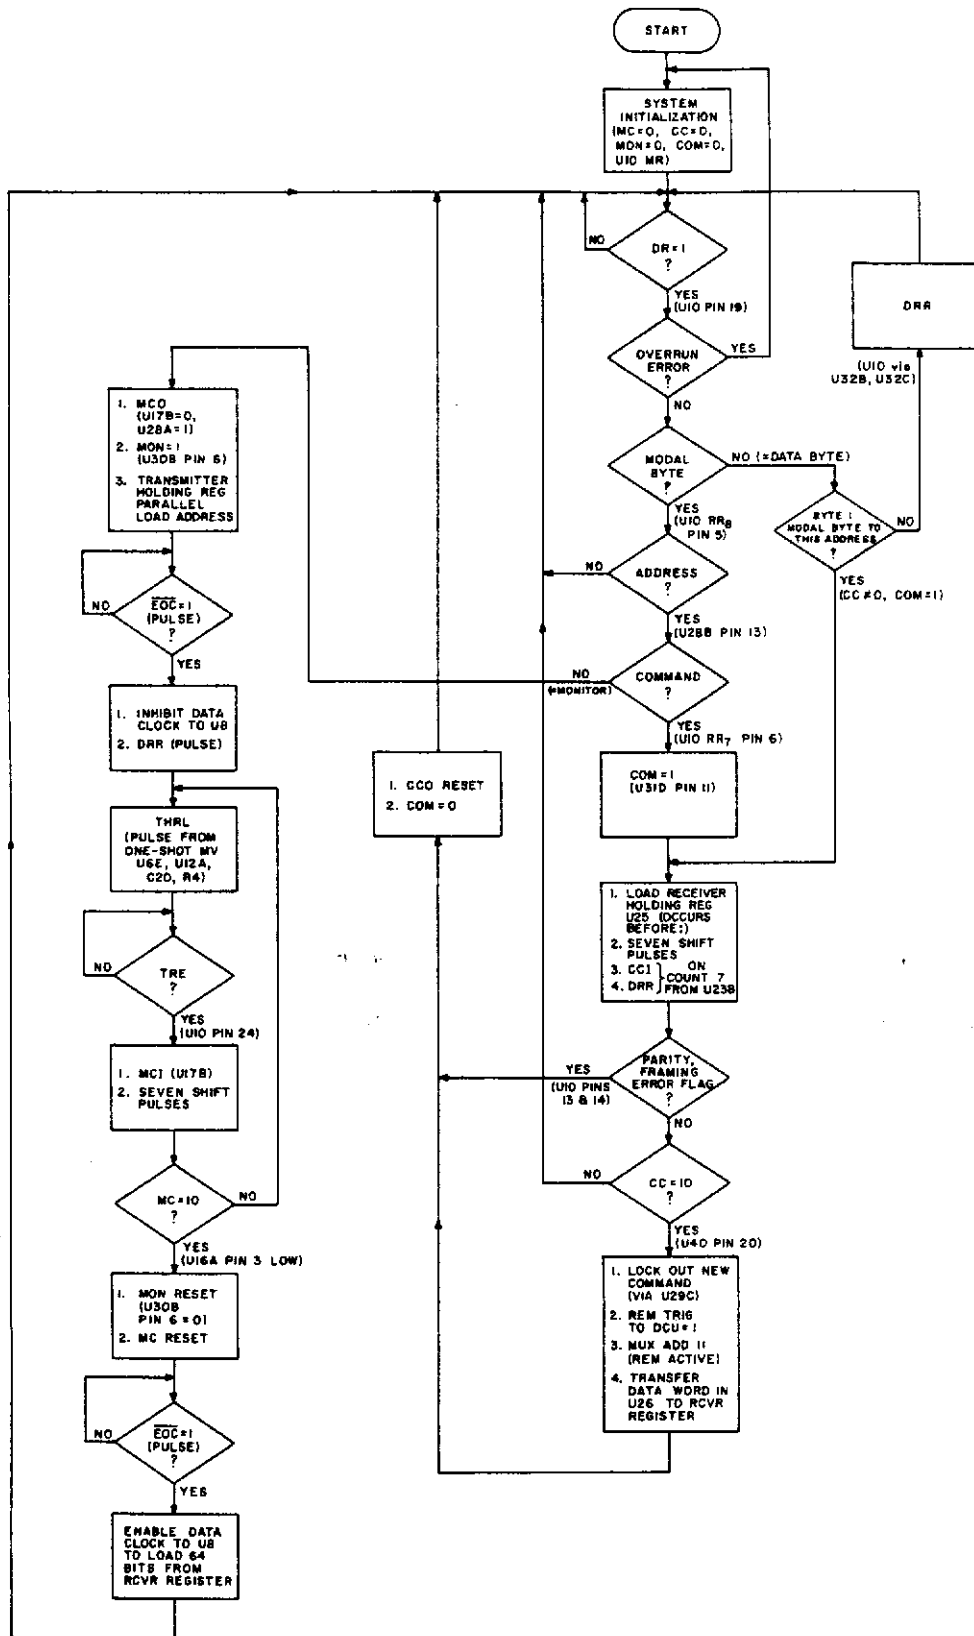 START
SYSTEM
INITIALIZATION
(MC=0, CC=0,
MON=0, COM=0,
U10 MR)
NO
DR=1
?
YES
(U10 PIN 19)
OVERRUN
ERROR
?
YES
NO
DRR
(U10 via
U32B, U32C)
MODAL
BYTE
?
NO (=DATA BYTE)
YES
(U10 RR8
PIN 5)
BYTE 1
MODAL BYTE TO
THIS ADDRESS
?
NO
YES
(CC≠0, COM=1)
NO
ADDRESS
?
YES
(U28B PIN 13)
NO
(=MONITOR)
COMMAND
?
YES
(U10 RR7 PIN 6)
COM=1
(U31D PIN 11)
1. LOAD RECEIVER
HOLDING REG
U25 (OCCURS
BEFORE:)
2. SEVEN SHIFT
PULSES
3. CCI
4. DRR
ON
COUNT 7
FROM U23B
YES
(U10 PINS
13 & 14)
PARITY,
FRAMING
ERROR FLAG
?
NO
NO
CC=10
?
YES
(U40 PIN 20)
1. LOCK OUT NEW
COMMAND
(VIA U29C)
2. REM TRIG
TO DCU=1
3. MUX ADD 11
(REM ACTIVE)
4. TRANSFER
DATA WORD IN
U26 TO RCVR
REGISTER
1. CCO RESET
2. COM=0
1. MCO
(U17B=0,
U28A=1)
2. MON=1
(U30B PIN 6)
3. TRANSMITTER
HOLDING REG
PARALLEL
LOAD ADDRESS
NO
E̅O̅C̅=1
(PULSE)
?
YES
1. INHIBIT DATA
CLOCK TO U8
2. DRR (PULSE)
THRL
(PULSE FROM
ONE-SHOT MV
U6E, U12A,
C20, R4)
NO
TRE
?
YES
(U10 PIN 24)
1. MCI (U17B)
2. SEVEN SHIFT
PULSES
MC=10
?
NO
YES
(U16A PIN 3 LOW)
1. MON RESET
(U30B
PIN 6=0)
2. MC RESET
NO
E̅O̅C̅=1
(PULSE)
?
YES
ENABLE DATA
CLOCK TO U8
TO LOAD 64
BITS FROM
RCVR REGISTER